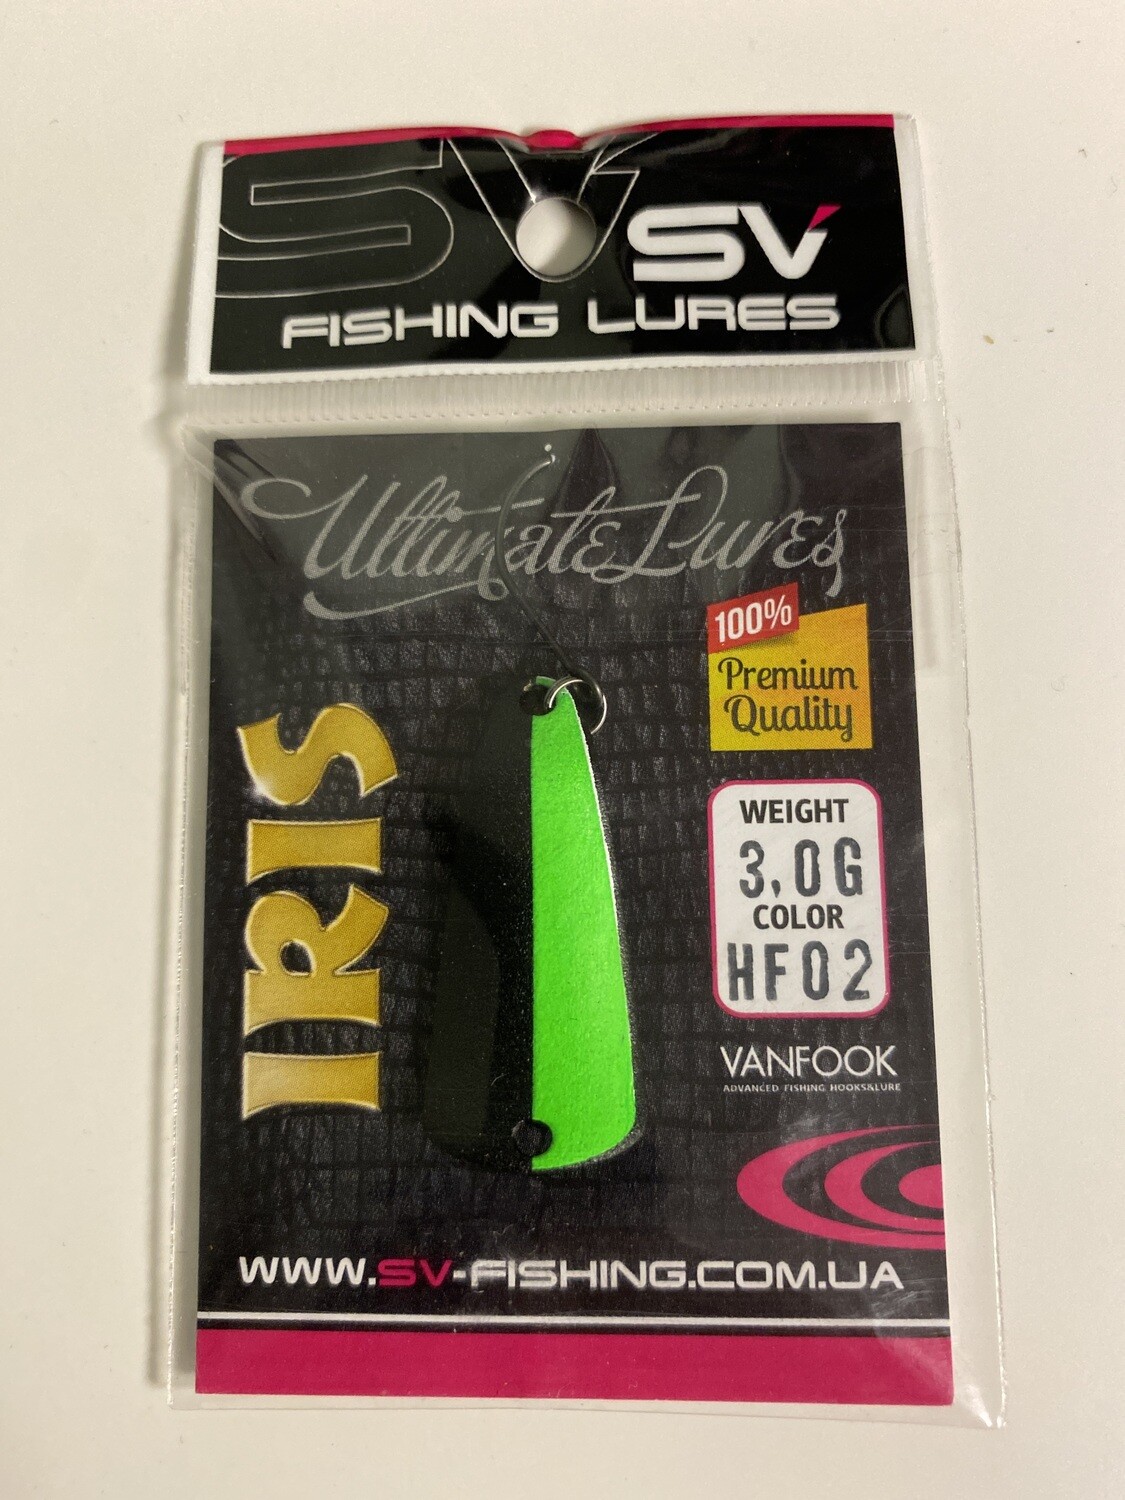 SV
SV
FISHING LURES
Ultimate Lures
100%
Premium
Quality
IRIS
WEIGHT
3,0G
COLOR
HF02
VANFOOK
ADVANCED FISHING HOOKS&LURE
WWW.SV-FISHING.COM.UA